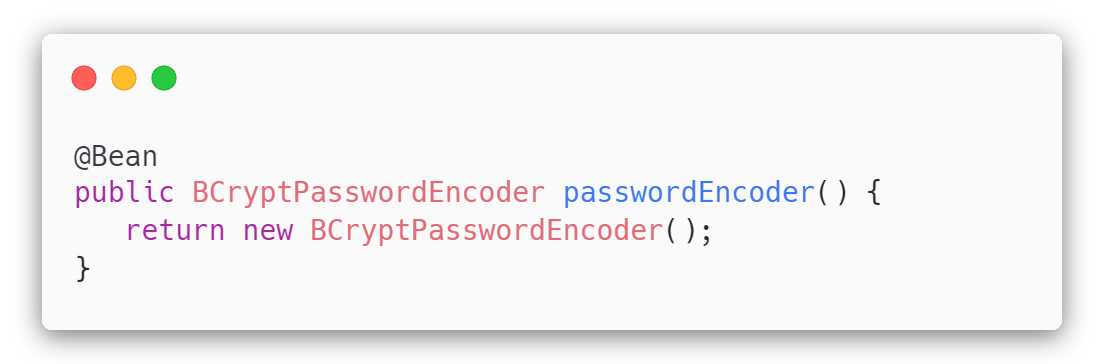 @Bean
public BCryptPasswordEncoder passwordEncoder() {
   return new BCryptPasswordEncoder();
}